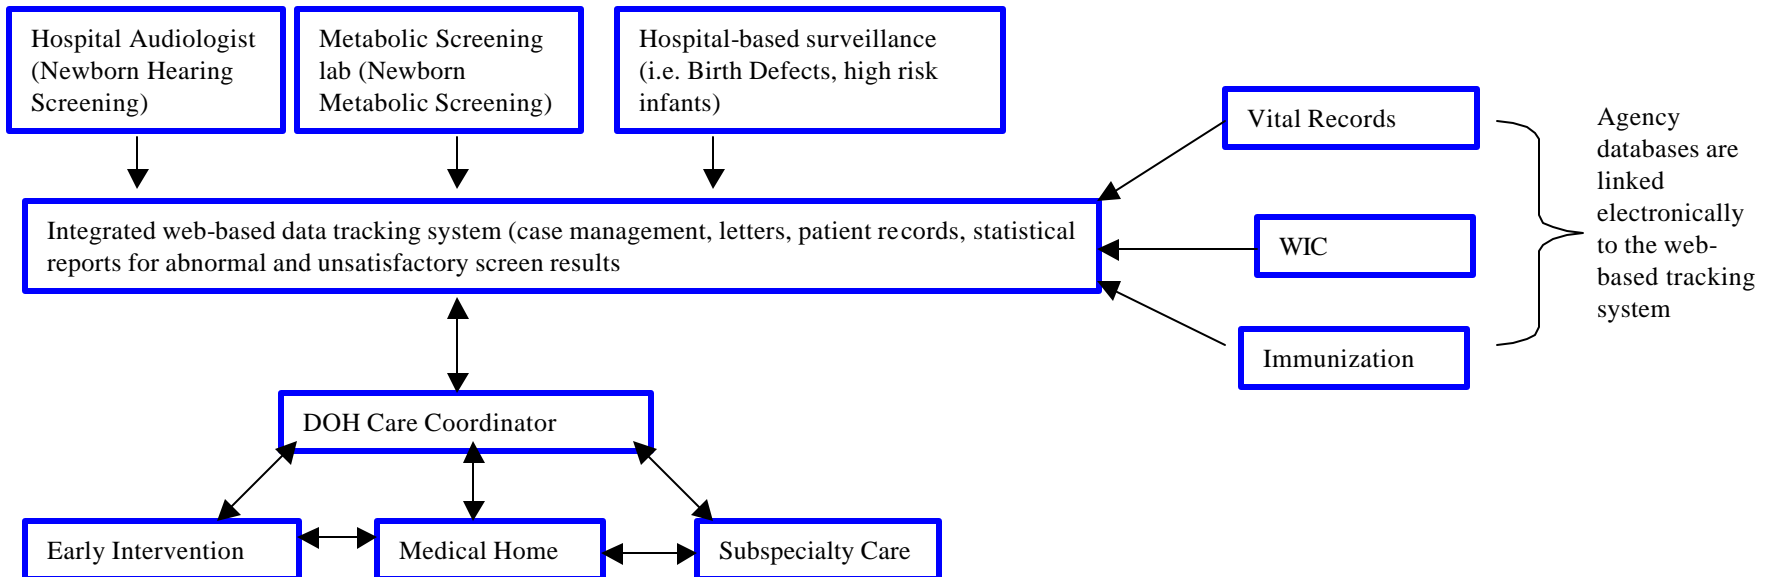 Hospital Audiologist
(Newborn Hearing
Screening)
Metabolic Screening
lab (Newborn
Metabolic Screening)
Hospital-based surveillance
(i.e. Birth Defects, high risk
infants)
Vital Records
WIC
Immunization
Agency
databases are
linked
electronically
to the web-
based tracking
system
Integrated web-based data tracking system (case management, letters, patient records, statistical
reports for abnormal and unsatisfactory screen results
DOH Care Coordinator
Early Intervention
Medical Home
Subspecialty Care